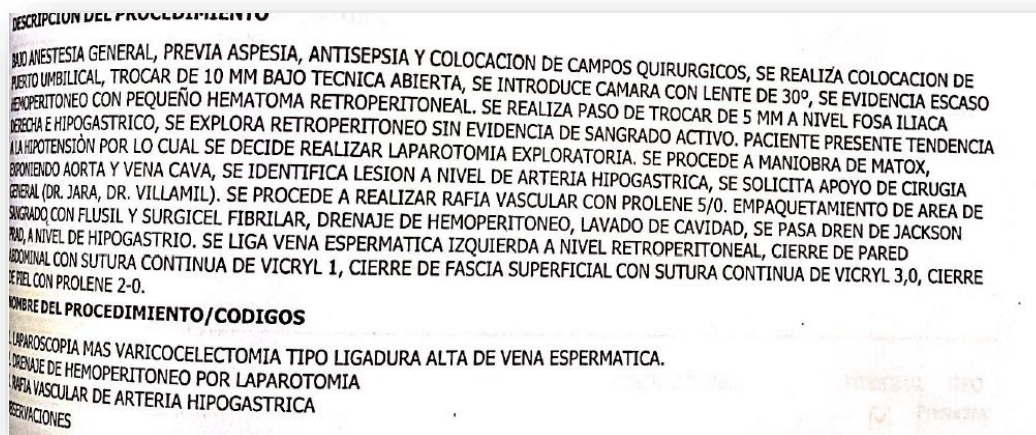 DESCRIPCION DEL PROCEDIMIENTO
BAJO ANESTESIA GENERAL, PREVIA ASPESIA, ANTISEPSIA Y COLOCACION DE CAMPOS QUIRURGICOS, SE REALIZA COLOCACION DE
PUERTO UMBILICAL, TROCAR DE 10 MM BAJO TECNICA ABIERTA, SE INTRODUCE CAMARA CON LENTE DE 30º, SE EVIDENCIA ESCASO
HEMOPERITONEO CON PEQUEÑO HEMATOMA RETROPERITONEAL. SE REALIZA PASO DE TROCAR DE 5 MM A NIVEL FOSA ILIACA
DERECHA E HIPOGASTRICO, SE EXPLORA RETROPERITONEO SIN EVIDENCIA DE SANGRADO ACTIVO. PACIENTE PRESENTE TENDENCIA
A LA HIPOTENSIÓN POR LO CUAL SE DECIDE REALIZAR LAPAROTOMIA EXPLORATORIA. SE PROCEDE A MANIOBRA DE MATOX,
EXPONIENDO AORTA Y VENA CAVA, SE IDENTIFICA LESION A NIVEL DE ARTERIA HIPOGASTRICA, SE SOLICITA APOYO DE CIRUGIA
GENERAL (DR. JARA, DR. VILLAMIL). SE PROCEDE A REALIZAR RAFIA VASCULAR CON PROLENE 5/0. EMPAQUETAMIENTO DE AREA DE
SANGRADO CON FLUSIL Y SURGICEL FIBRILAR, DRENAJE DE HEMOPERITONEO, LAVADO DE CAVIDAD, SE PASA DREN DE JACKSON
PRAD, A NIVEL DE HIPOGASTRIO. SE LIGA VENA ESPERMATICA IZQUIERDA A NIVEL RETROPERITONEAL, CIERRE DE PARED
ABDOMINAL CON SUTURA CONTINUA DE VICRYL 1, CIERRE DE FASCIA SUPERFICIAL CON SUTURA CONTINUA DE VICRYL 3,0, CIERRE
DE PIEL CON PROLENE 2-0.
NOMBRE DEL PROCEDIMIENTO/CODIGOS
LAPAROSCOPIA MAS VARICOCELECTOMIA TIPO LIGADURA ALTA DE VENA ESPERMATICA.
DRENAJE DE HEMOPERITONEO POR LAPAROTOMIA
RAFIA VASCULAR DE ARTERIA HIPOGASTRICA
OBSERVACIONES